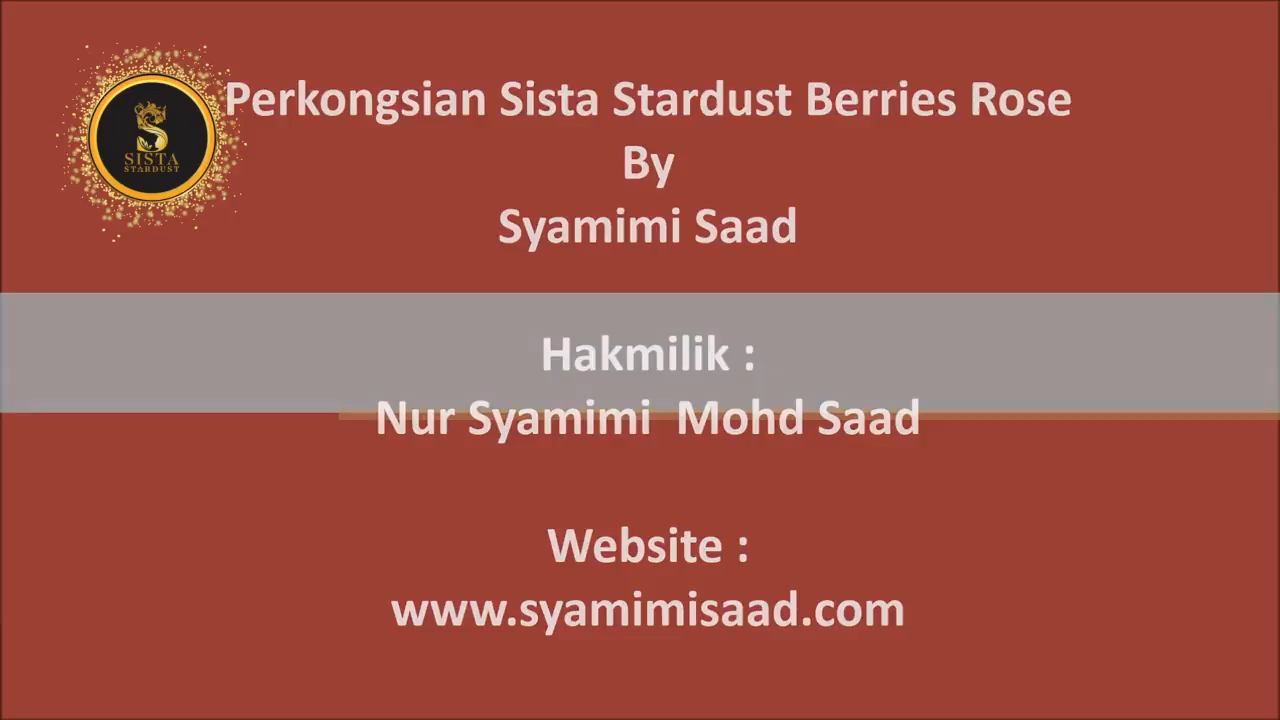 Perkongsian Sista Stardust Berries Rose
By
Syamimi Saad
SISTA
STARDUST
Hakmilik :
Nur Syamimi Mohd Saad
Website :
www.syamimisaad.com